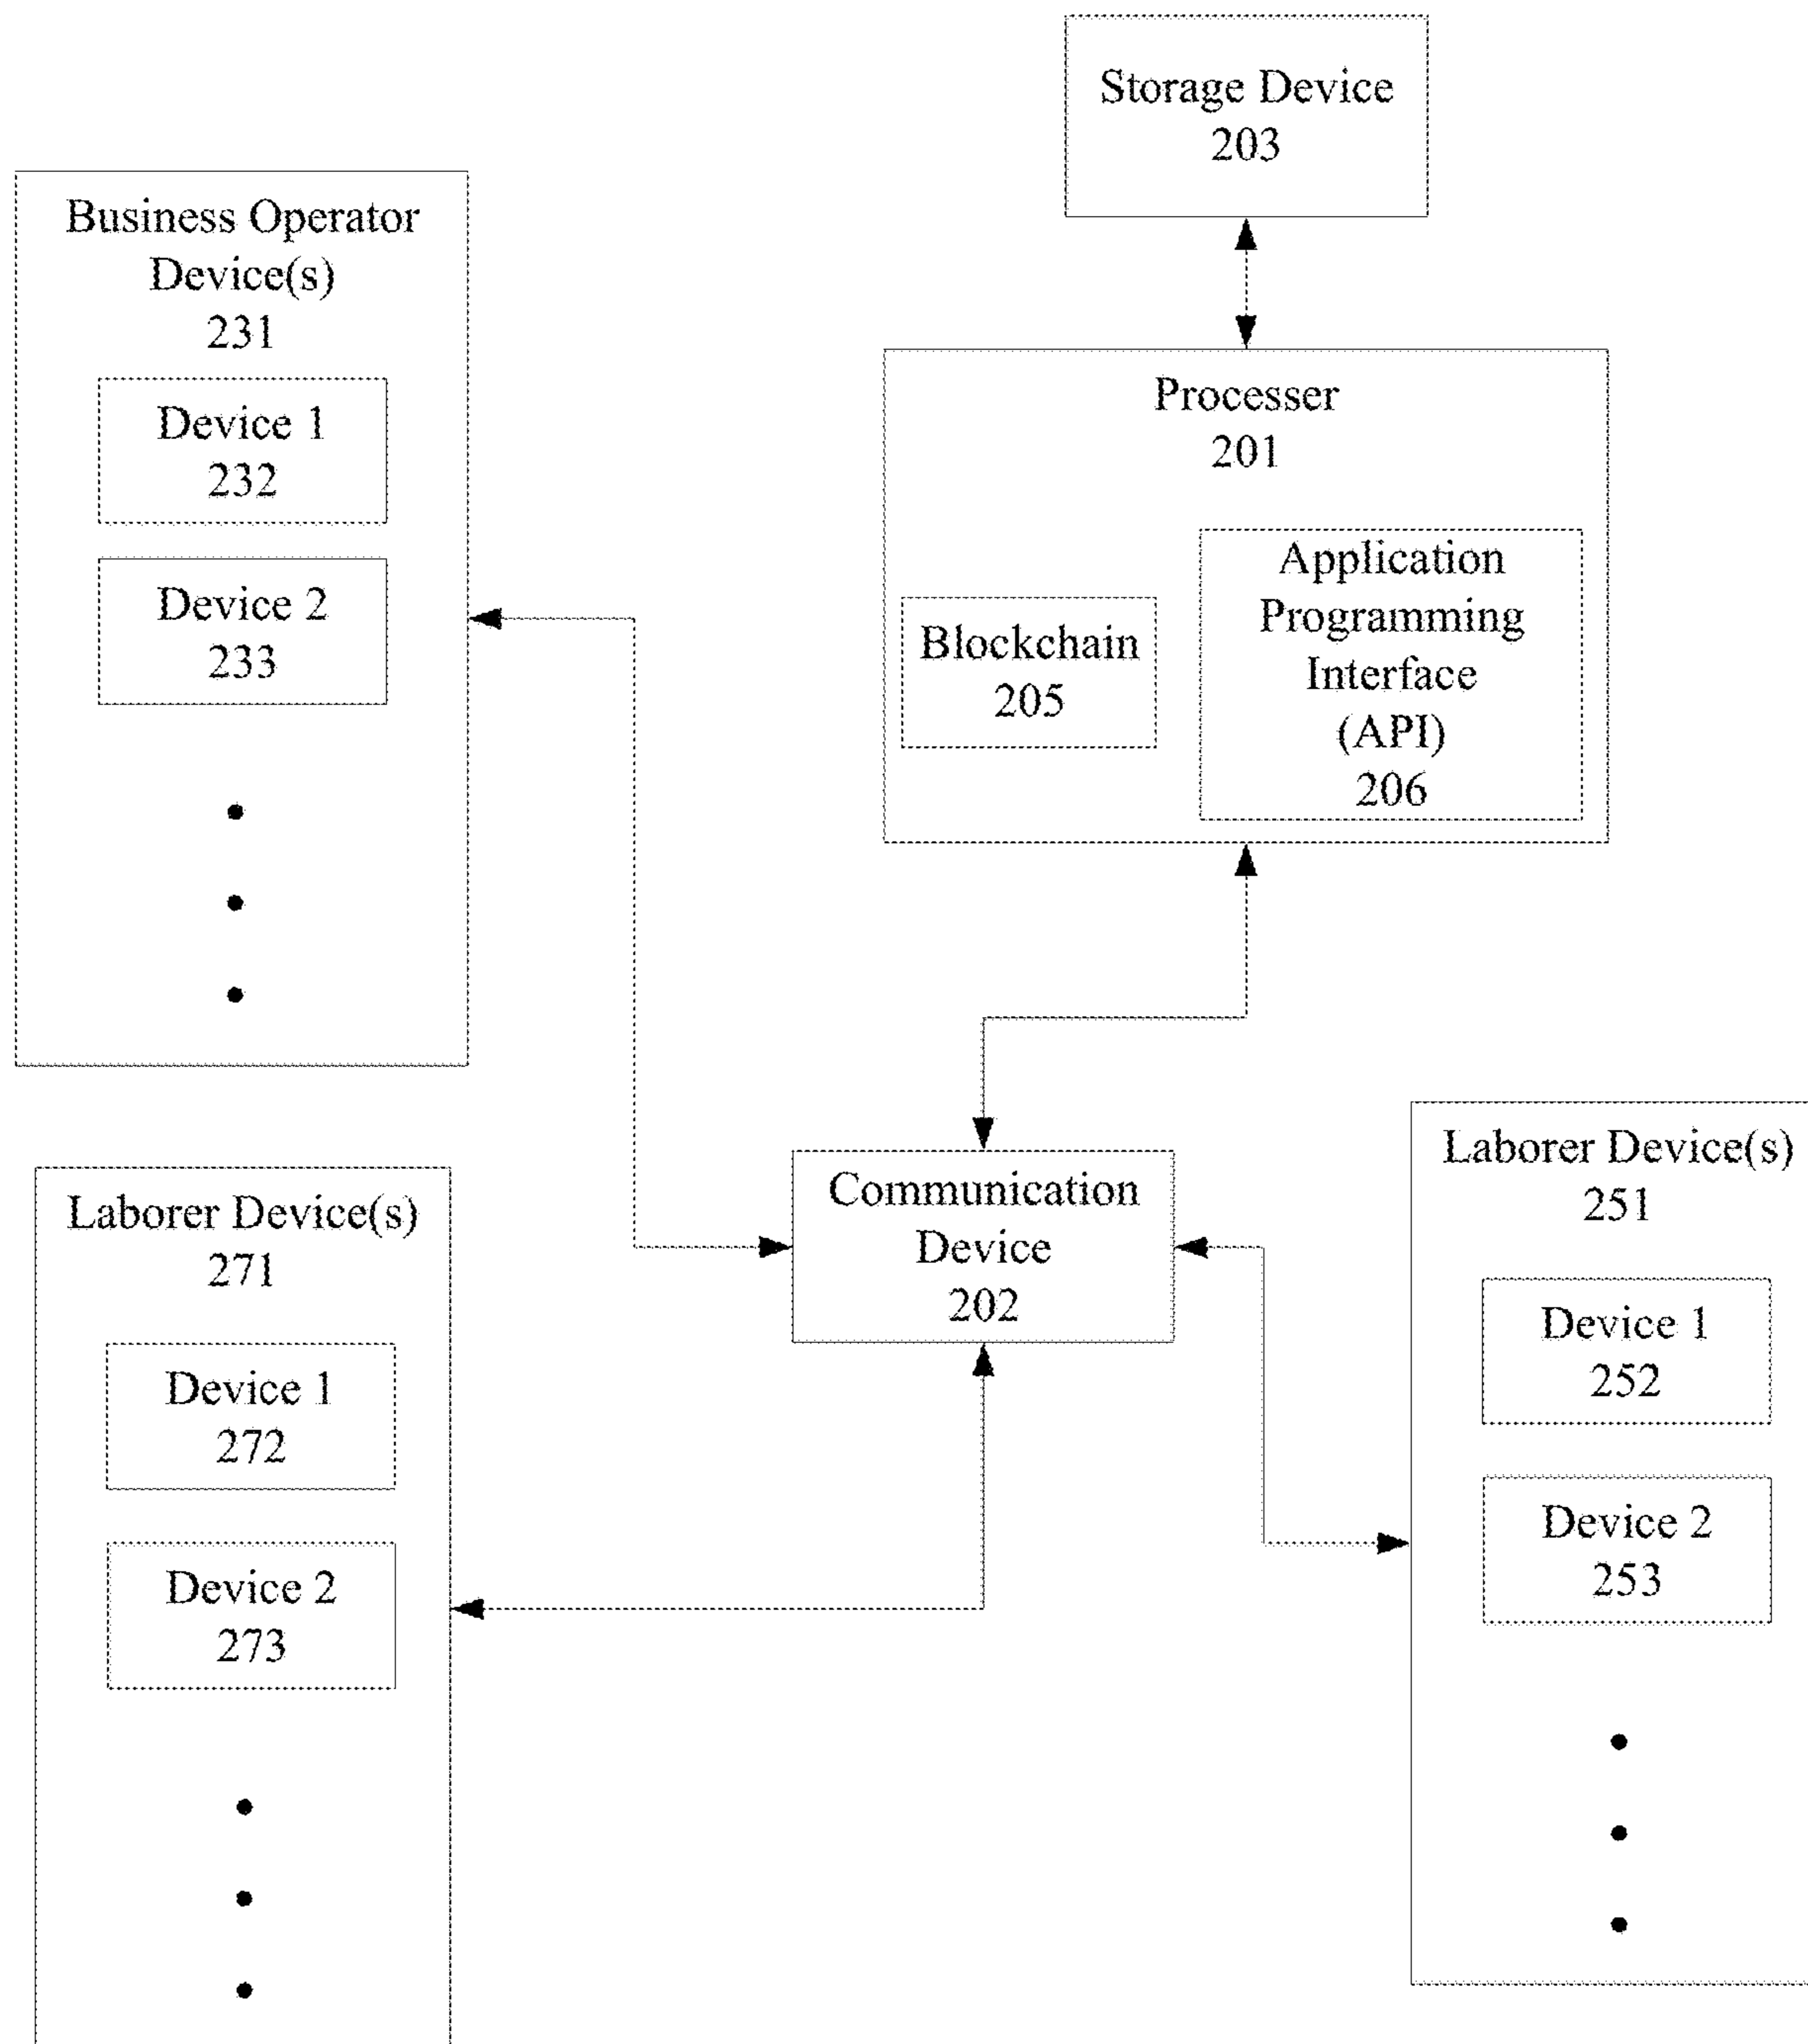 Storage Device
203
Business Operator
Device(s)
231
Device 1
232
Device 2
233
Processer
201
Blockchain
205
Application
Programming
Interface
(API)
206
Communication
Device
202
Laborer Device(s)
271
Device 1
272
Device 2
273
Laborer Device(s)
251
Device 1
252
Device 2
253